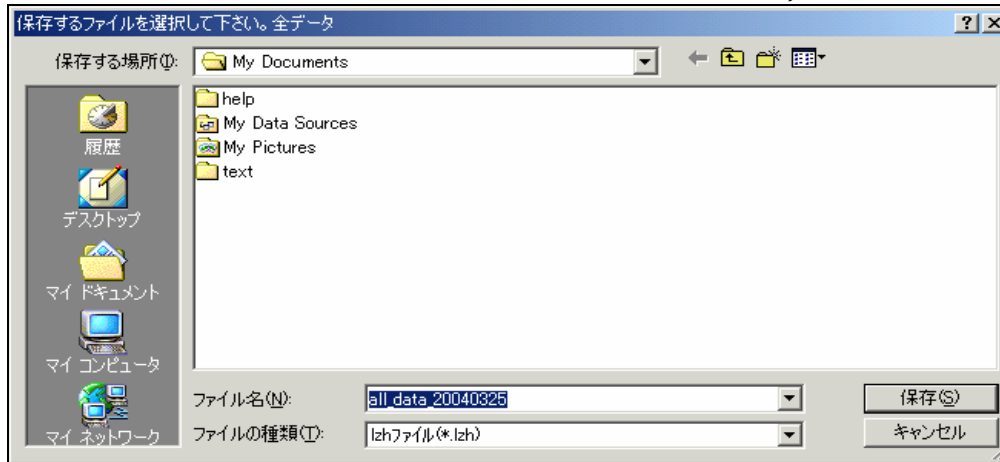 保存するファイルを選択して下さい。全データ
保存する場所(I):
My Documents
help
My Data Sources
My Pictures
text
履歴
デスクトップ
マイ ドキュメント
マイ コンピュータ
マイ ネットワーク
ファイル名(N):
all_data_20040325
保存(S)
ファイルの種類(T):
lzhファイル(*.lzh)
キャンセル